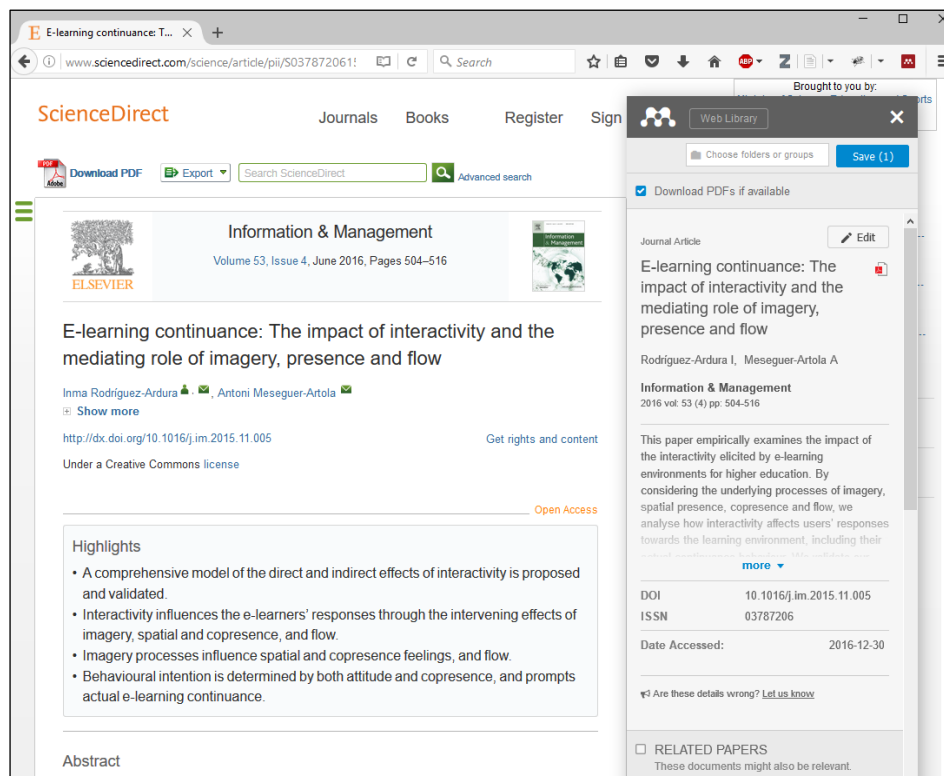 E E-learning continuance: T... × +
www.sciencedirect.com/science/article/pii/S037872061!
Search
ABP
Z
Brought to you by:
ScienceDirect
Journals Books Register Sign
PDF
Adobe
Download PDF
Export
Search ScienceDirect
Advanced search
ELSEVIER
Information & Management
Volume 53, Issue 4, June 2016, Pages 504–516
Information & Management
E-learning continuance: The impact of interactivity and the
mediating role of imagery, presence and flow
Inma Rodríguez-Ardura , Antoni Meseguer-Artola
Show more
http://dx.doi.org/10.1016/j.im.2015.11.005
Get rights and content
Under a Creative Commons license
Open Access
Highlights
• A comprehensive model of the direct and indirect effects of interactivity is proposed
and validated.
• Interactivity influences the e-learners' responses through the intervening effects of
imagery, spatial and copresence, and flow.
• Imagery processes influence spatial and copresence feelings, and flow.
• Behavioural intention is determined by both attitude and copresence, and prompts
actual e-learning continuance.
Abstract
Web Library
×
Choose folders or groups
Save (1)
Download PDFs if available
Journal Article
Edit
E-learning continuance: The
impact of interactivity and the
mediating role of imagery,
presence and flow
Rodríguez-Ardura I, Meseguer-Artola A
Information & Management
2016 vol: 53 (4) pp: 504-516
This paper empirically examines the impact of
the interactivity elicited by e-learning
environments for higher education. By
considering the underlying processes of imagery,
spatial presence, copresence and flow, we
analyse how interactivity affects users' responses
towards the learning environment, including their
more
DOI 10.1016/j.im.2015.11.005
ISSN 03787206
Date Accessed: 2016-12-30
Are these details wrong? Let us know
RELATED PAPERS
These documents might also be relevant.